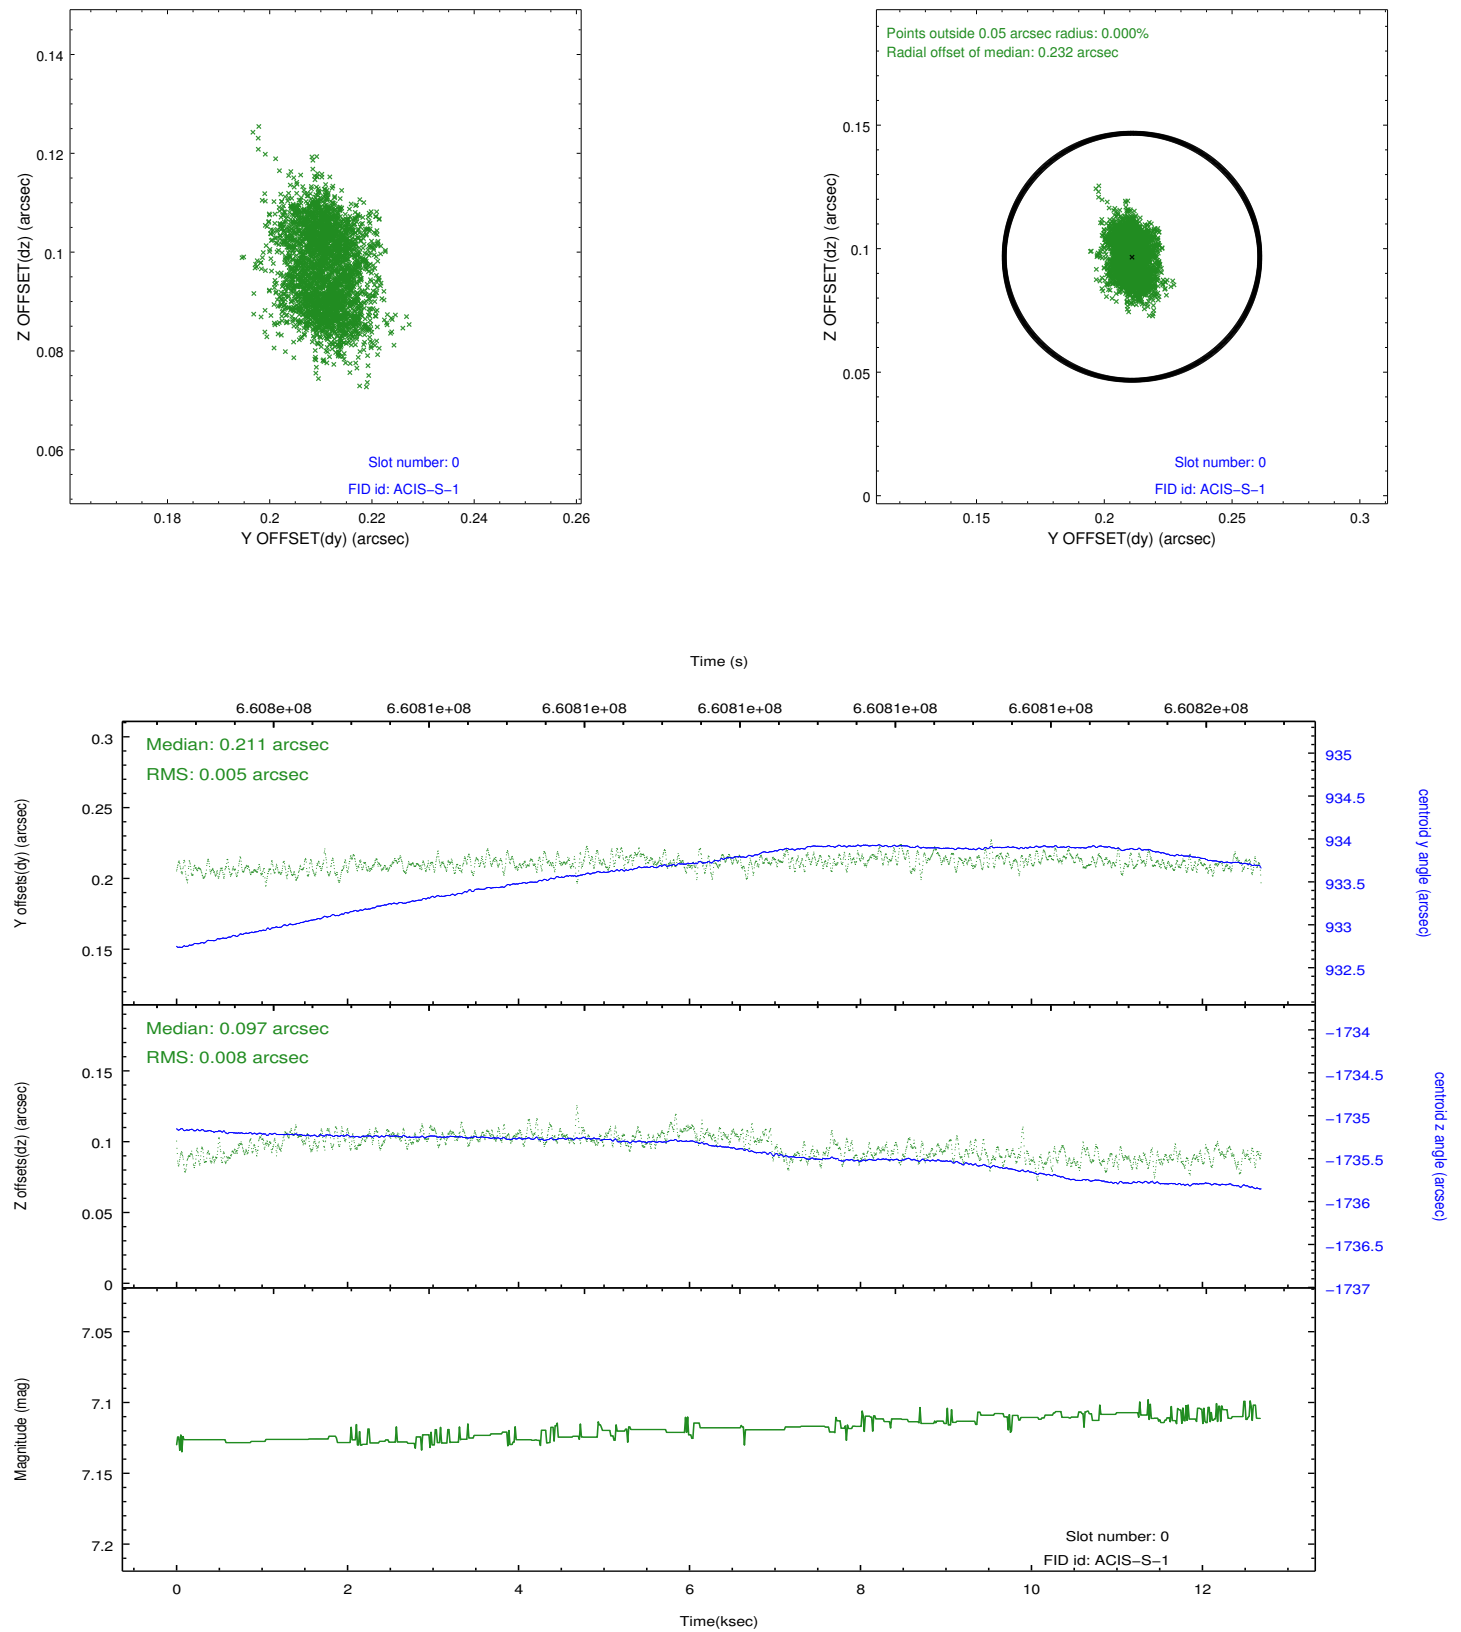 0.14
0.12
0.1
0.08
0.06
Z OFFSET(dz) (arcsec)
Slot number: 0
FID id: ACIS−S−1
0.18 0.2 0.22 0.24 0.26
Y OFFSET(dy) (arcsec)
Points outside 0.05 arcsec radius: 0.000%
Radial offset of median: 0.232 arcsec
0.15
0.1
0.05
0
Z OFFSET(dz) (arcsec)
Slot number: 0
FID id: ACIS−S−1
0.15 0.2 0.25 0.3
Y OFFSET(dy) (arcsec)
Time (s)
6.608e+08 6.6081e+08 6.6081e+08 6.6081e+08 6.6081e+08 6.6081e+08 6.6082e+08
Median: 0.211 arcsec
RMS: 0.005 arcsec
0.3
0.25
0.2
0.15
Y offsets(dy) (arcsec)
935
934.5
934
933.5
933
932.5
centroid y angle (arcsec)
Median: 0.097 arcsec
RMS: 0.008 arcsec
0.15
0.1
0.05
0
Z offsets(dz) (arcsec)
−1734
−1734.5
−1735
−1735.5
−1736
−1736.5
−1737
centroid z angle (arcsec)
7.05
7.1
7.15
7.2
Magnitude (mag)
Slot number: 0
FID id: ACIS−S−1
0 2 4 6 8 10 12
Time(ksec)